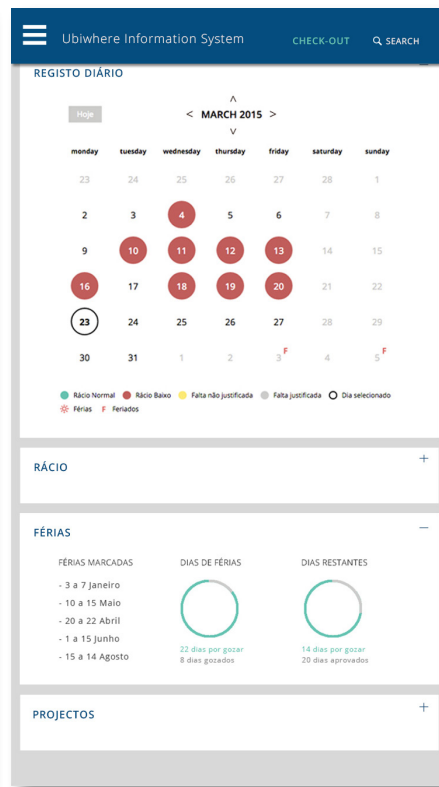 Ubiwhere Information System CHECK-OUT SEARCH
REGISTO DIÁRIO
Hoje < MARCH 2015 >
monday tuesday wednesday thursday friday saturday sunday
23 24 25 26 27 28 1
2 3 4 5 6 7 8
9 10 11 12 13 14 15
16 17 18 19 20 21 22
23 24 25 26 27 28 29
30 31 1 2 3 F 4 5 F
Rácio Normal Rácio Baixo Falta não justificada Falta justificada Dia selecionado
Férias F Feriados
RÁCIO +
FÉRIAS −
FÉRIAS MARCADAS
- 3 a 7 Janeiro
- 10 a 15 Maio
- 20 a 22 Abril
- 1 a 15 Junho
- 15 a 14 Agosto
DIAS DE FÉRIAS
22 dias por gozar
8 dias gozados
DIAS RESTANTES
14 dias por gozar
20 dias aprovados
PROJECTOS +